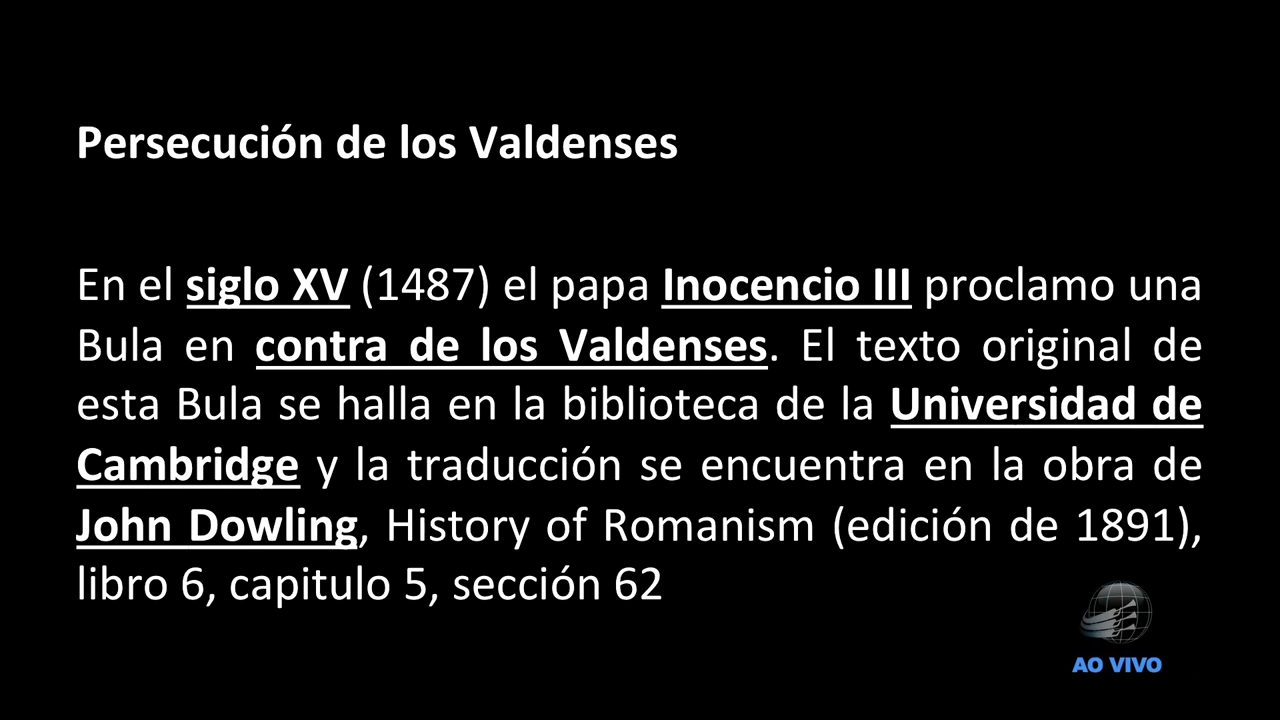 Persecución de los Valdenses
En el siglo XV (1487) el papa Inocencio III proclamo una
Bula en contra de los Valdenses. El texto original de
esta Bula se halla en la biblioteca de la Universidad de
Cambridge y la traducción se encuentra en la obra de
John Dowling, History of Romanism (edición de 1891),
libro 6, capitulo 5, sección 62
AO VIVO